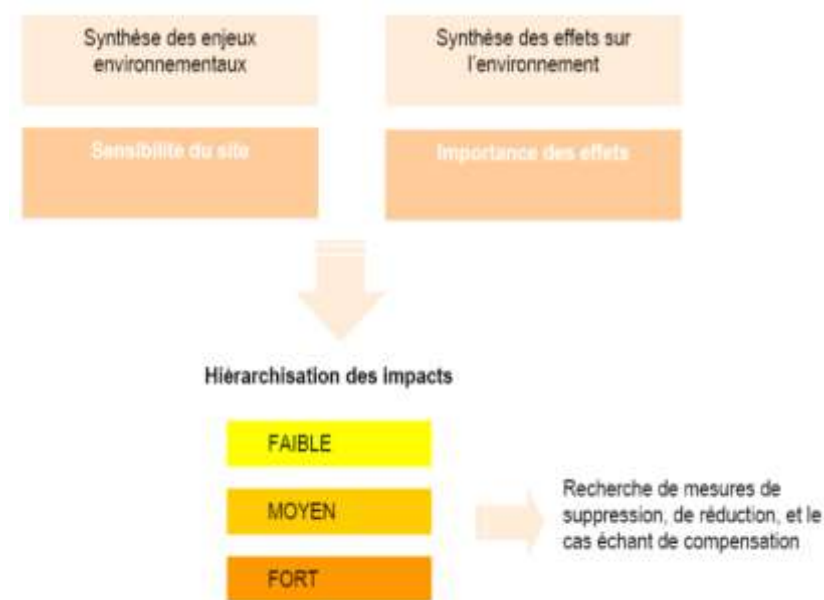 Synthèse des enjeux
environnementaux
Synthèse des effets sur
l'environnement
Sensibilité du site
Importance des effets
Hiérarchisation des impacts
FAIBLE
MOYEN
FORT
Recherche de mesures de
suppression, de réduction, et le
cas échant de compensation